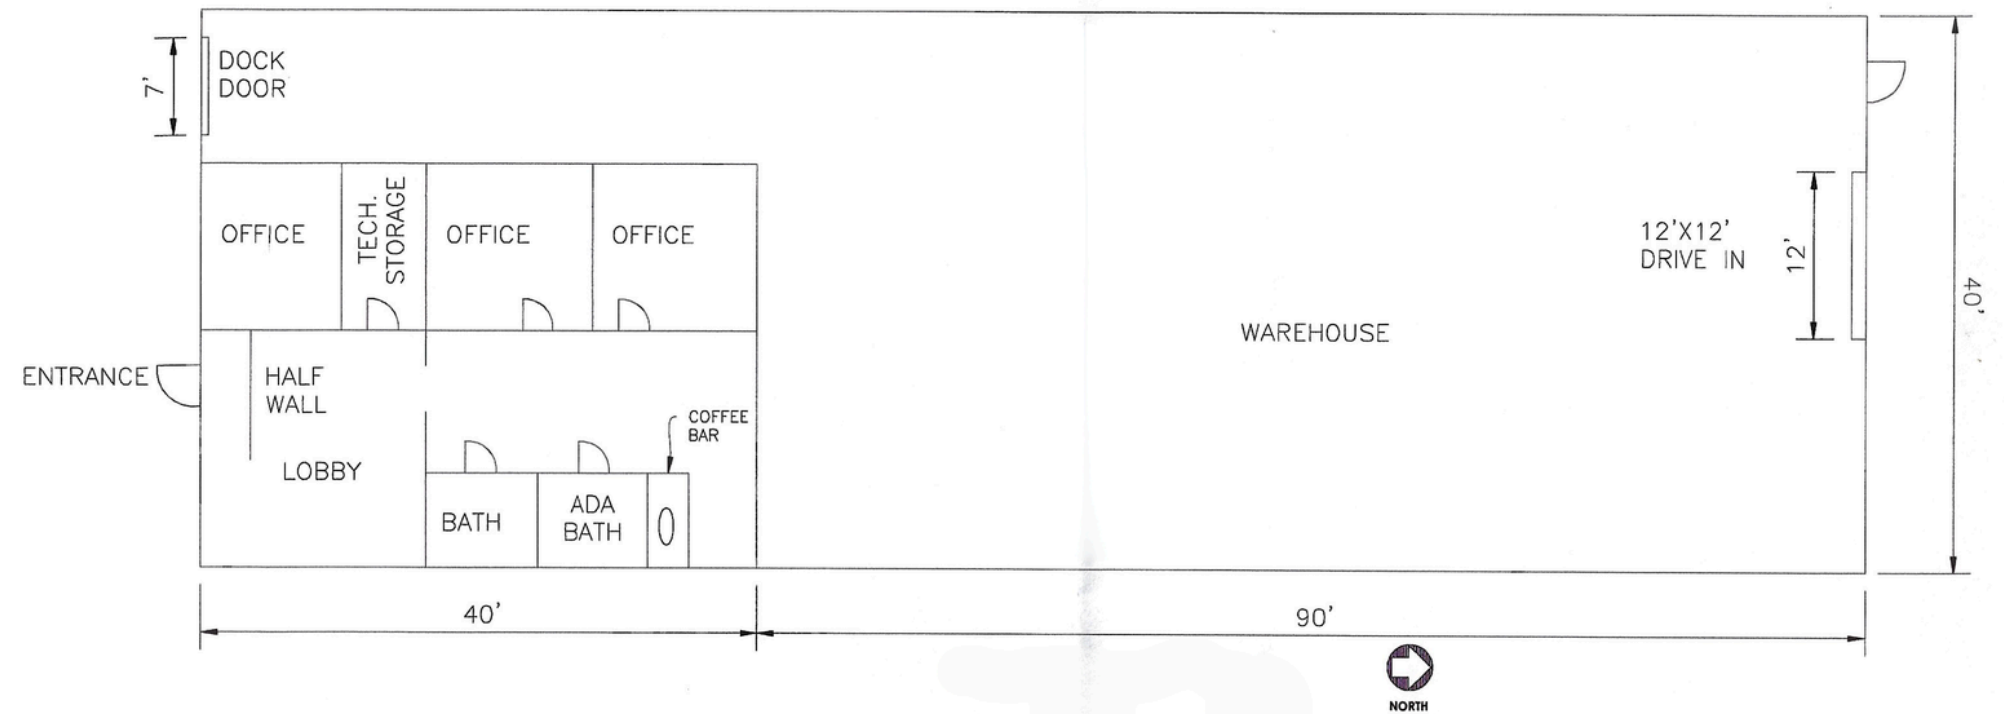 DOCK
DOOR
7'
OFFICE
TECH.
STORAGE
OFFICE
OFFICE
12'X12'
DRIVE IN
12'
40'
WAREHOUSE
ENTRANCE
HALF
WALL
COFFEE
BAR
LOBBY
BATH
ADA
BATH
40'
90'
NORTH